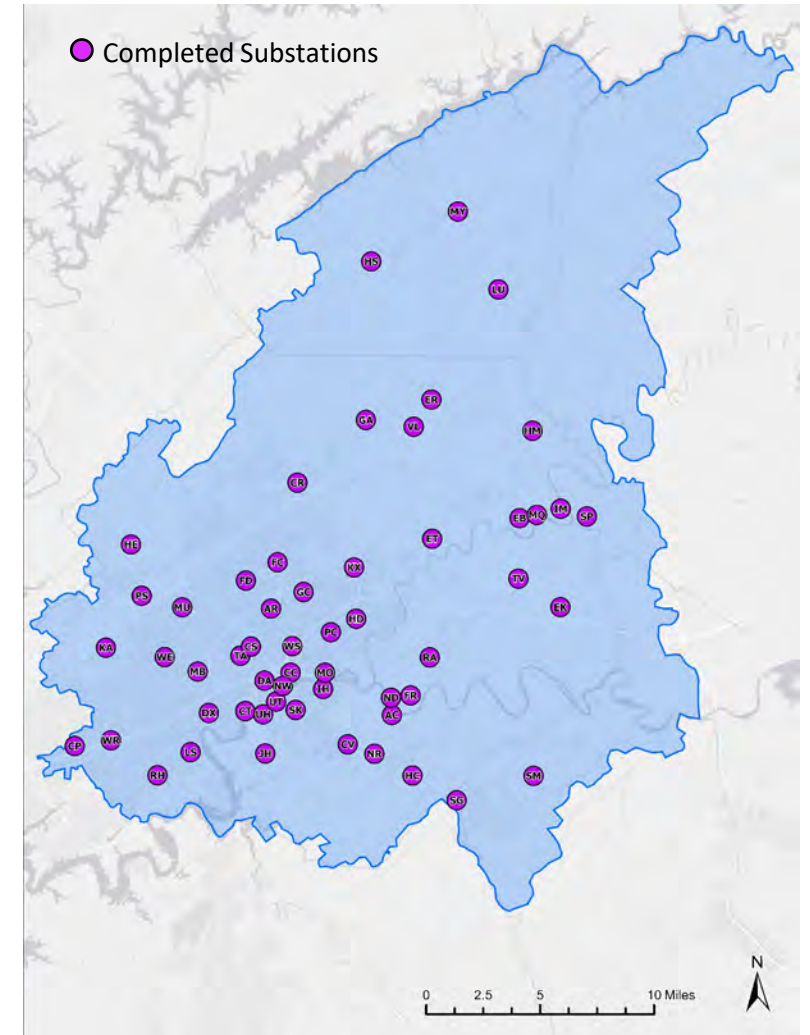 Completed Substations
MY
HS
LU
ER
GA
VL
HM
CR
IM
EB MQ SP
ET
HE
FC
KX
FD
TV
GC
PS
MU
AR
EK
HD
PC
KA
CS
WS
TA
WE
RA
MB
CC
MO
DA
NW
IH
ND FR
UT
DX
CT
UH
SK
AC
WR
CP
CV
LS
JH
NR
RH
HC
SM
SG
N
0 2.5 5 10 Miles